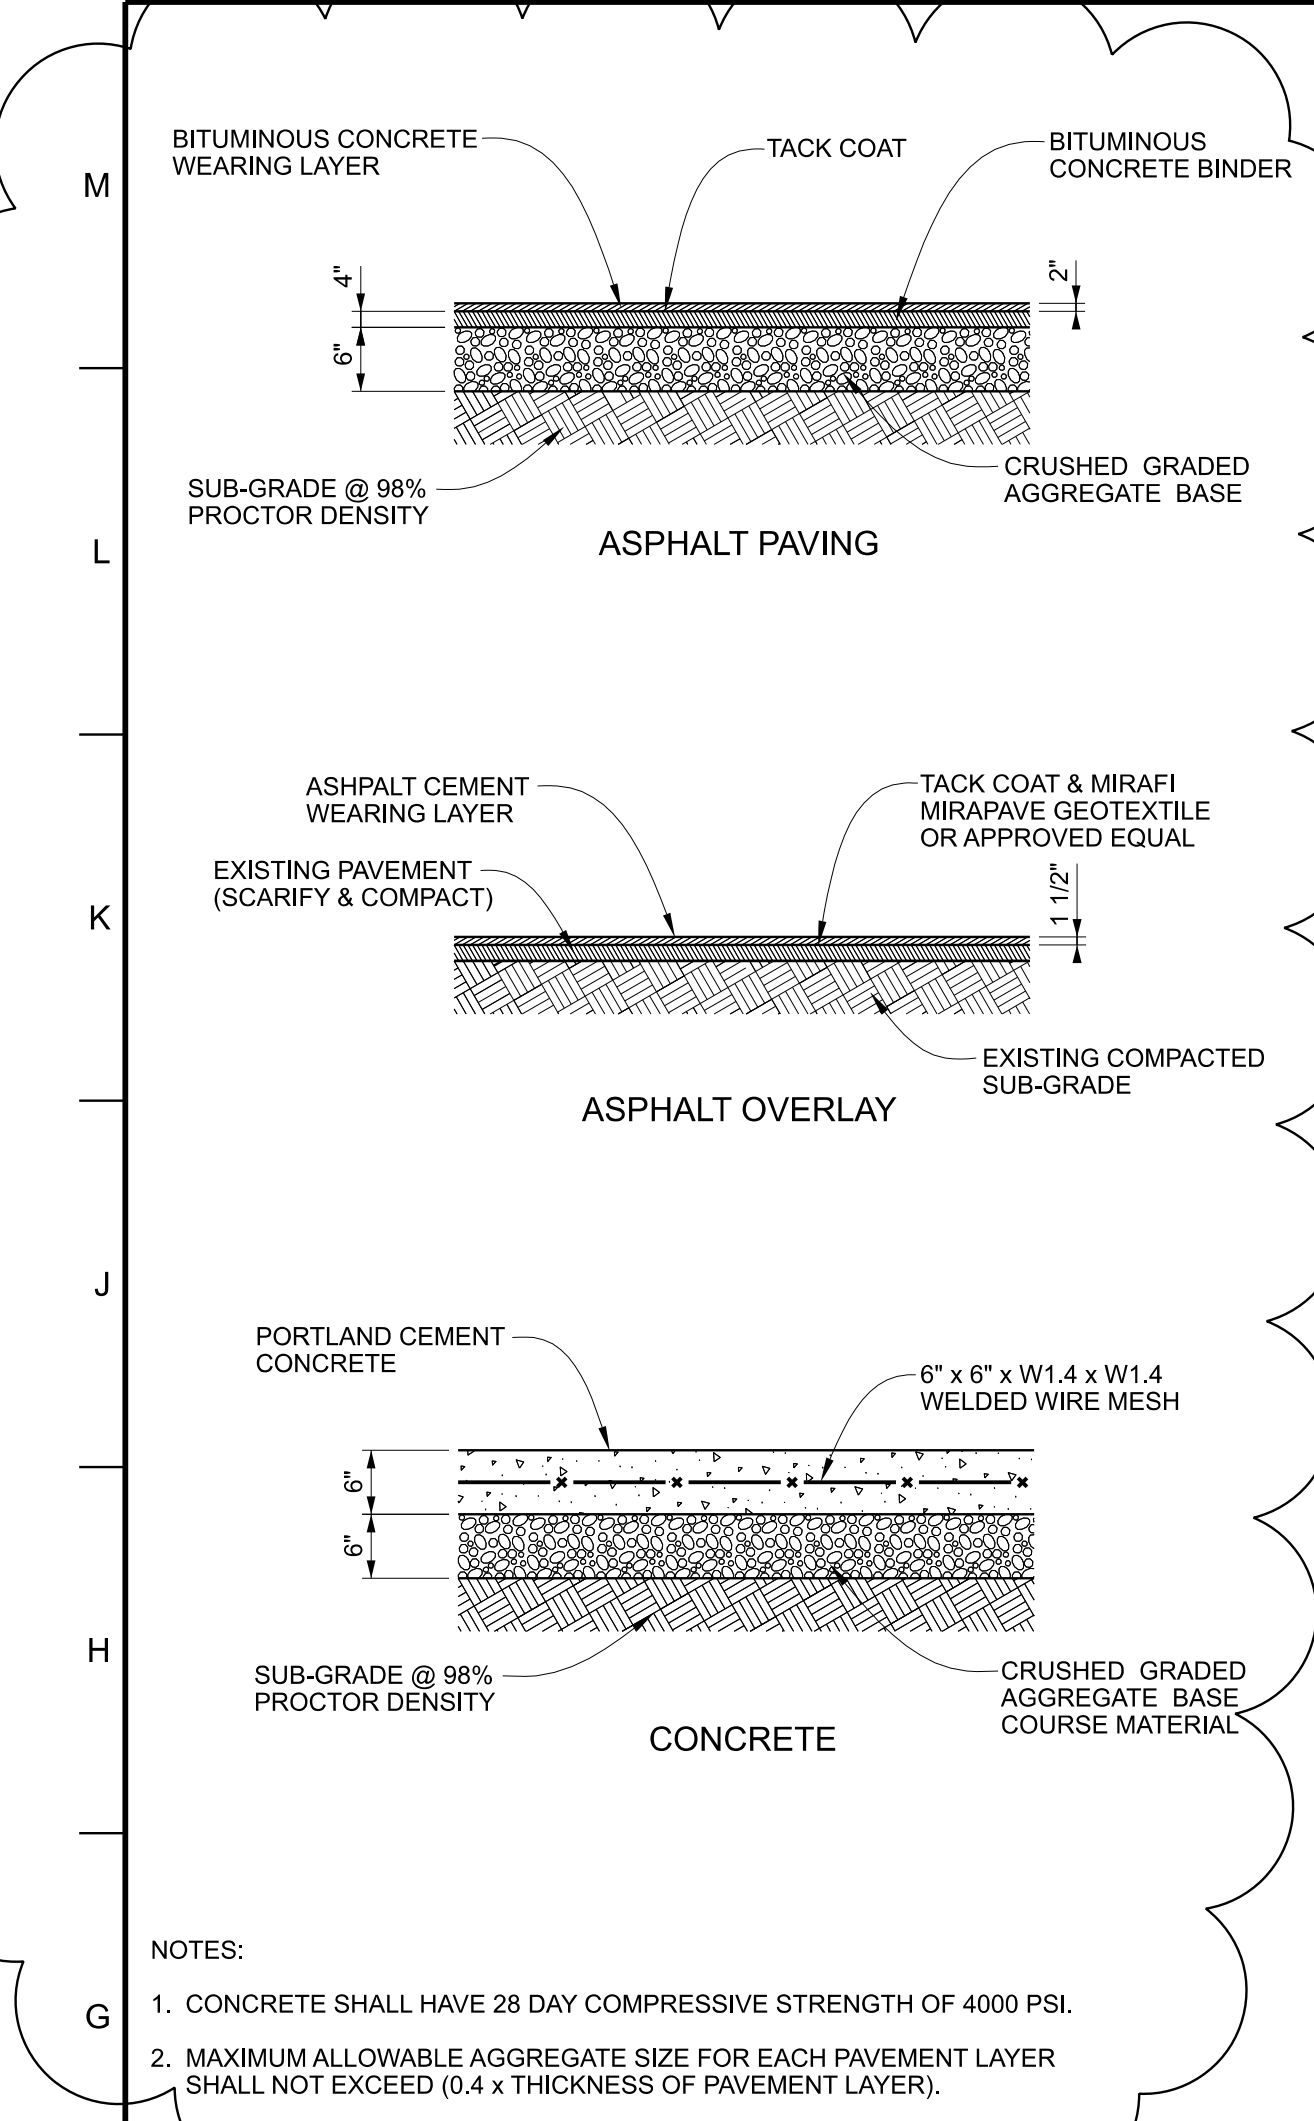 BITUMINOUS CONCRETE
WEARING LAYER
TACK COAT
BITUMINOUS
CONCRETE BINDER
M
4"
2"
6"
SUB-GRADE @ 98%
PROCTOR DENSITY
CRUSHED GRADED
AGGREGATE BASE
ASPHALT PAVING
L
ASHPALT CEMENT
WEARING LAYER
TACK COAT & MIRAFI
MIRAPAVE GEOTEXTILE
OR APPROVED EQUAL
EXISTING PAVEMENT
(SCARIFY & COMPACT)
1 1/2"
K
EXISTING COMPACTED
SUB-GRADE
ASPHALT OVERLAY
J
PORTLAND CEMENT
CONCRETE
6" x 6" x W1.4 x W1.4
WELDED WIRE MESH
6"
6"
H
SUB-GRADE @ 98%
PROCTOR DENSITY
CRUSHED GRADED
AGGREGATE BASE
COURSE MATERIAL
CONCRETE
NOTES:
1. CONCRETE SHALL HAVE 28 DAY COMPRESSIVE STRENGTH OF 4000 PSI.
G
2. MAXIMUM ALLOWABLE AGGREGATE SIZE FOR EACH PAVEMENT LAYER
SHALL NOT EXCEED (0.4 x THICKNESS OF PAVEMENT LAYER).